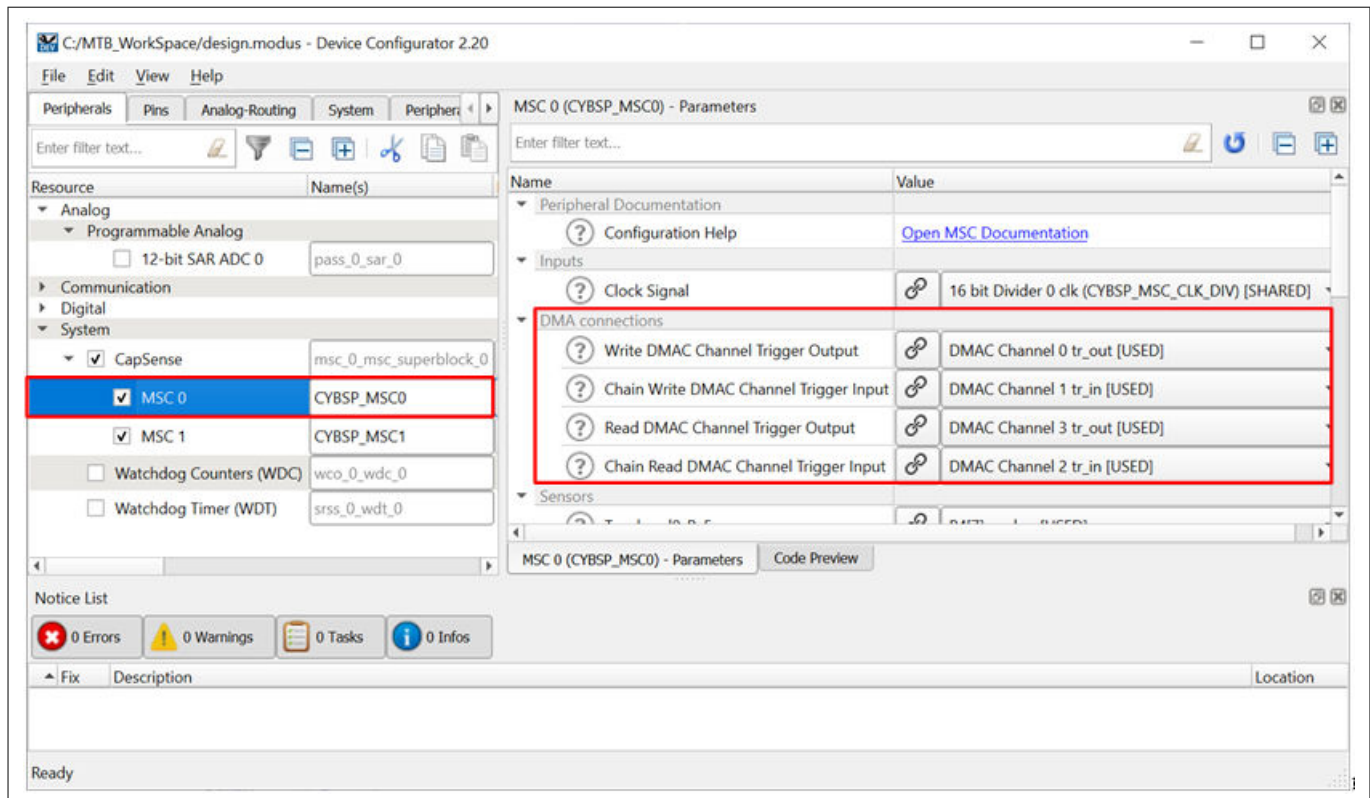 C:/MTB_WorkSpace/design.modus - Device Configurator 2.20
File Edit View Help
Peripherals Pins Analog-Routing System
Enter filter text...
Resource Name(s)
Analog
Programmable Analog
12-bit SAR ADC 0 pass_0_sar_0
Communication
Digital
System
CapSense msc_0_msc_superblock_0
MSC 0 CYBSP_MSC0
MSC 1 CYBSP_MSC1
Watchdog Counters (WDC) wco_0_wdc_0
Watchdog Timer (WDT) srss_0_wdt_0
MSC 0 (CYBSP_MSC0) - Parameters
Enter filter text...
Name Value
Peripheral Documentation
Configuration Help Open MSC Documentation
Inputs
Clock Signal 16 bit Divider 0 clk (CYBSP_MSC_CLK_DIV) [SHARED]
DMA connections
Write DMAC Channel Trigger Output DMAC Channel 0 tr_out [USED]
Chain Write DMAC Channel Trigger Input DMAC Channel 1 tr_in [USED]
Read DMAC Channel Trigger Output DMAC Channel 3 tr_out [USED]
Chain Read DMAC Channel Trigger Input DMAC Channel 2 tr_in [USED]
Sensors
MSC 0 (CYBSP_MSC0) - Parameters Code Preview
Notice List
0 Errors 0 Warnings 0 Tasks 0 Infos
Fix Description Location
Ready